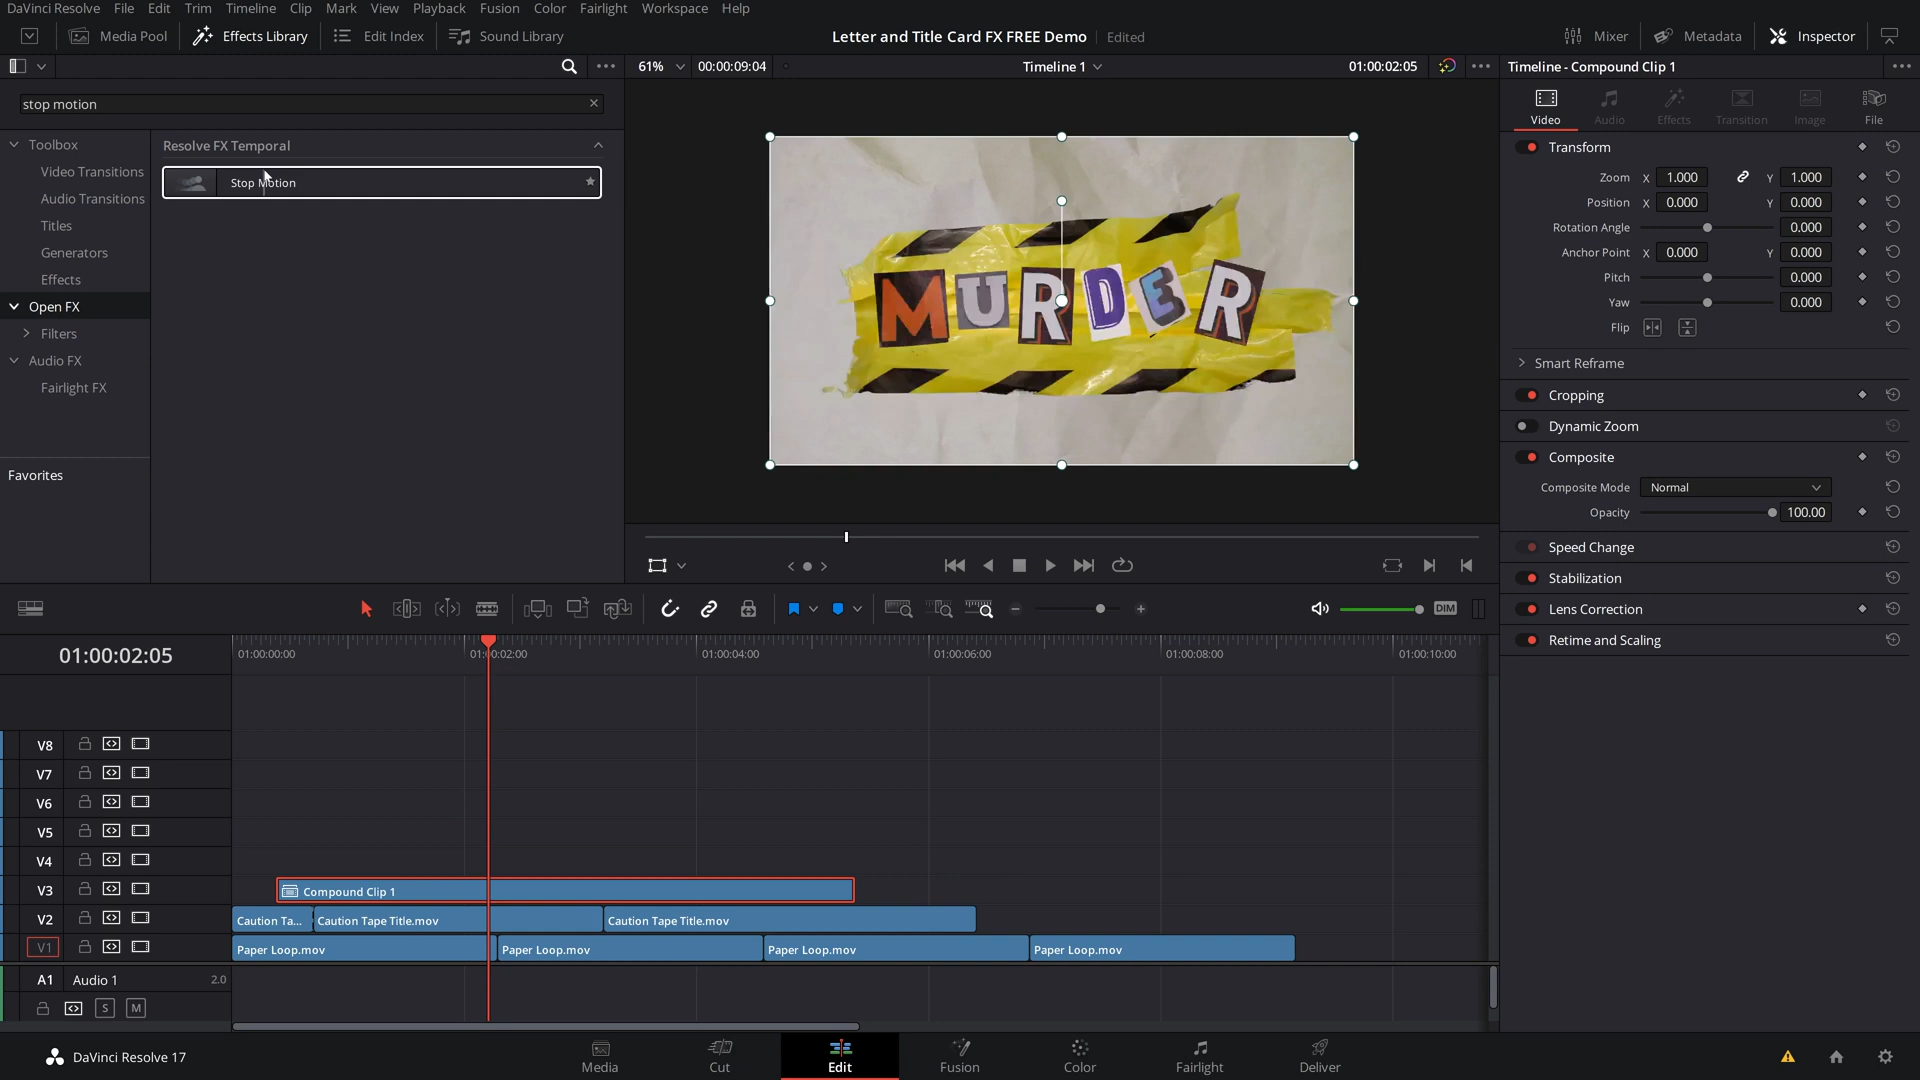 DaVinci Resolve File Edit Trim Timeline Clip Mark View Playback Fusion Color Fairlight Workspace Help
Media Pool Effects Library Edit Index Sound Library Letter and Title Card FX FREE Demo Edited Mixer Metadata Inspector
61% 00:00:09:04 Timeline 1 01:00:02:05 Timeline - Compound Clip 1
stop motion
Toolbox
Video Transitions
Audio Transitions
Titles
Generators
Effects
Open FX
Filters
Audio FX
Fairlight FX
Favorites
Resolve FX Temporal
Stop Motion
MURDER
Video Audio Effects Transition Image File
Transform
Zoom X 1.000 Y 1.000
Position X 0.000 Y 0.000
Rotation Angle 0.000
Anchor Point X 0.000 Y 0.000
Pitch 0.000
Yaw 0.000
Flip
Smart Reframe
Cropping
Dynamic Zoom
Composite
Composite Mode Normal
Opacity 100.00
Speed Change
Stabilization
Lens Correction
Retime and Scaling
DIM
01:00:02:05 01:00:00:00 01:00:02:00 01:00:04:00 01:00:06:00 01:00:08:00 01:00:10:00
V8
V7
V6
V5
V4
V3 Compound Clip 1
V2 Caution Ta... Caution Tape Title.mov Caution Tape Title.mov
V1 Paper Loop.mov Paper Loop.mov Paper Loop.mov Paper Loop.mov
A1 Audio 1 2.0
S M
DaVinci Resolve 17 Media Cut Edit Fusion Color Fairlight Deliver